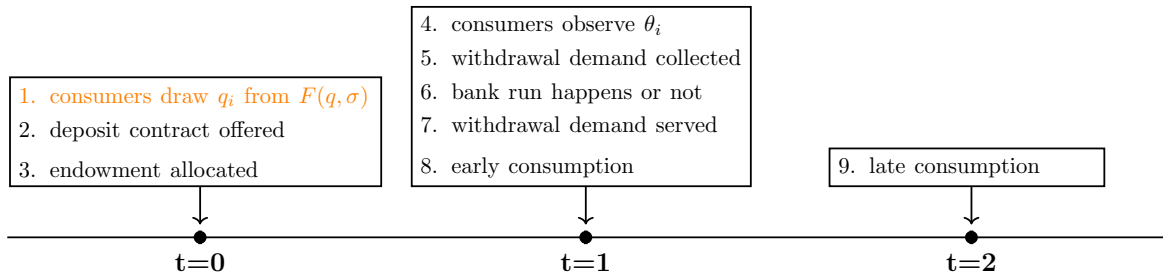 1. consumers draw q_i from F(q, σ)
2. deposit contract offered
3. endowment allocated
4. consumers observe θ_i
5. withdrawal demand collected
6. bank run happens or not
7. withdrawal demand served
8. early consumption
9. late consumption
t=0
t=1
t=2